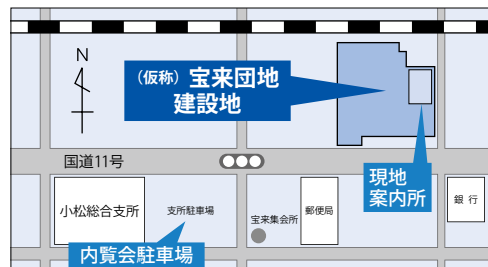 N
（仮称）宝来団地
建設地
国道11号
現地
案内所
小松総合支所
支所駐車場
宝来集会所
郵便局
銀行
内覧会駐車場